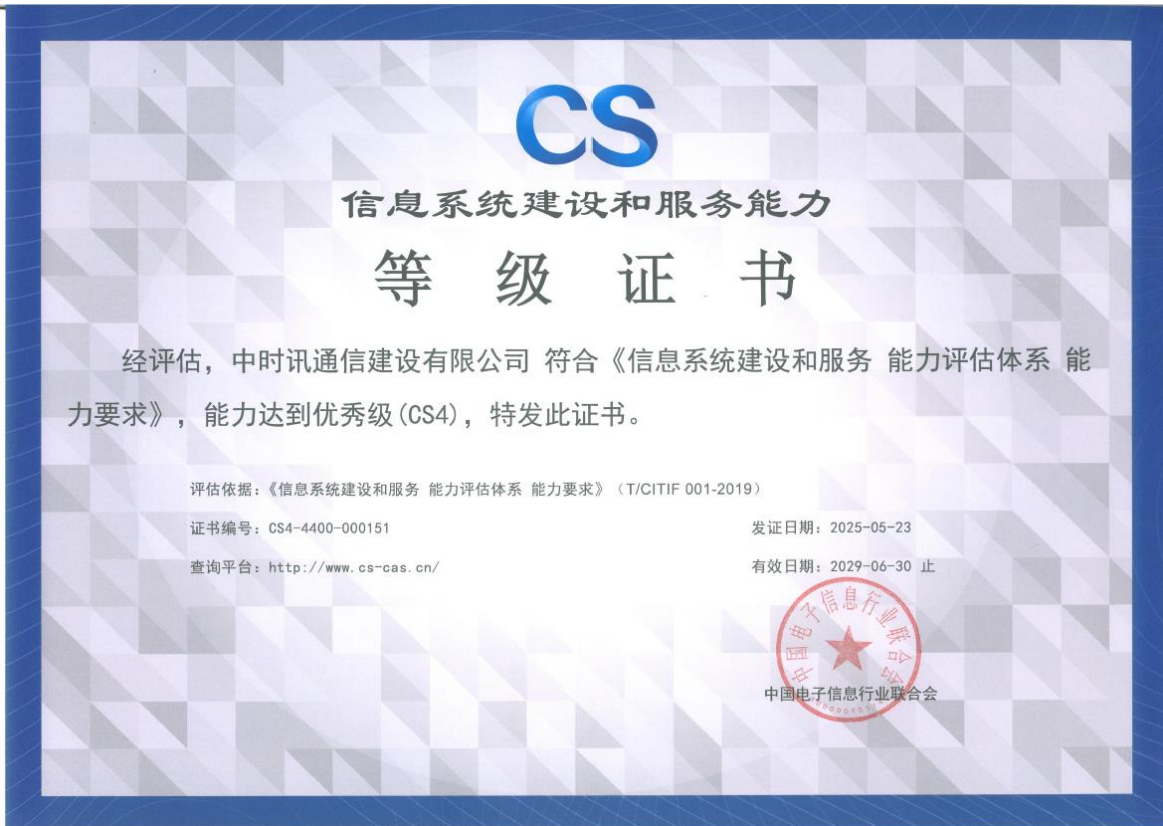 CS
信息系统建设和服务能力
等级证书
经评估，中时讯通信建设有限公司 符合《信息系统建设和服务 能力评估体系 能
力要求》，能力达到优秀级(CS4)，特发此证书。
评估依据：《信息系统建设和服务 能力评估体系 能力要求》（T/CITIF 001-2019）
证书编号：CS4-4400-000151
发证日期：2025-05-23
查询平台：http://www.cs-cas.cn/
有效日期：2029-06-30 止
中国电子信息行业联合会
中国电子信息行业联合会